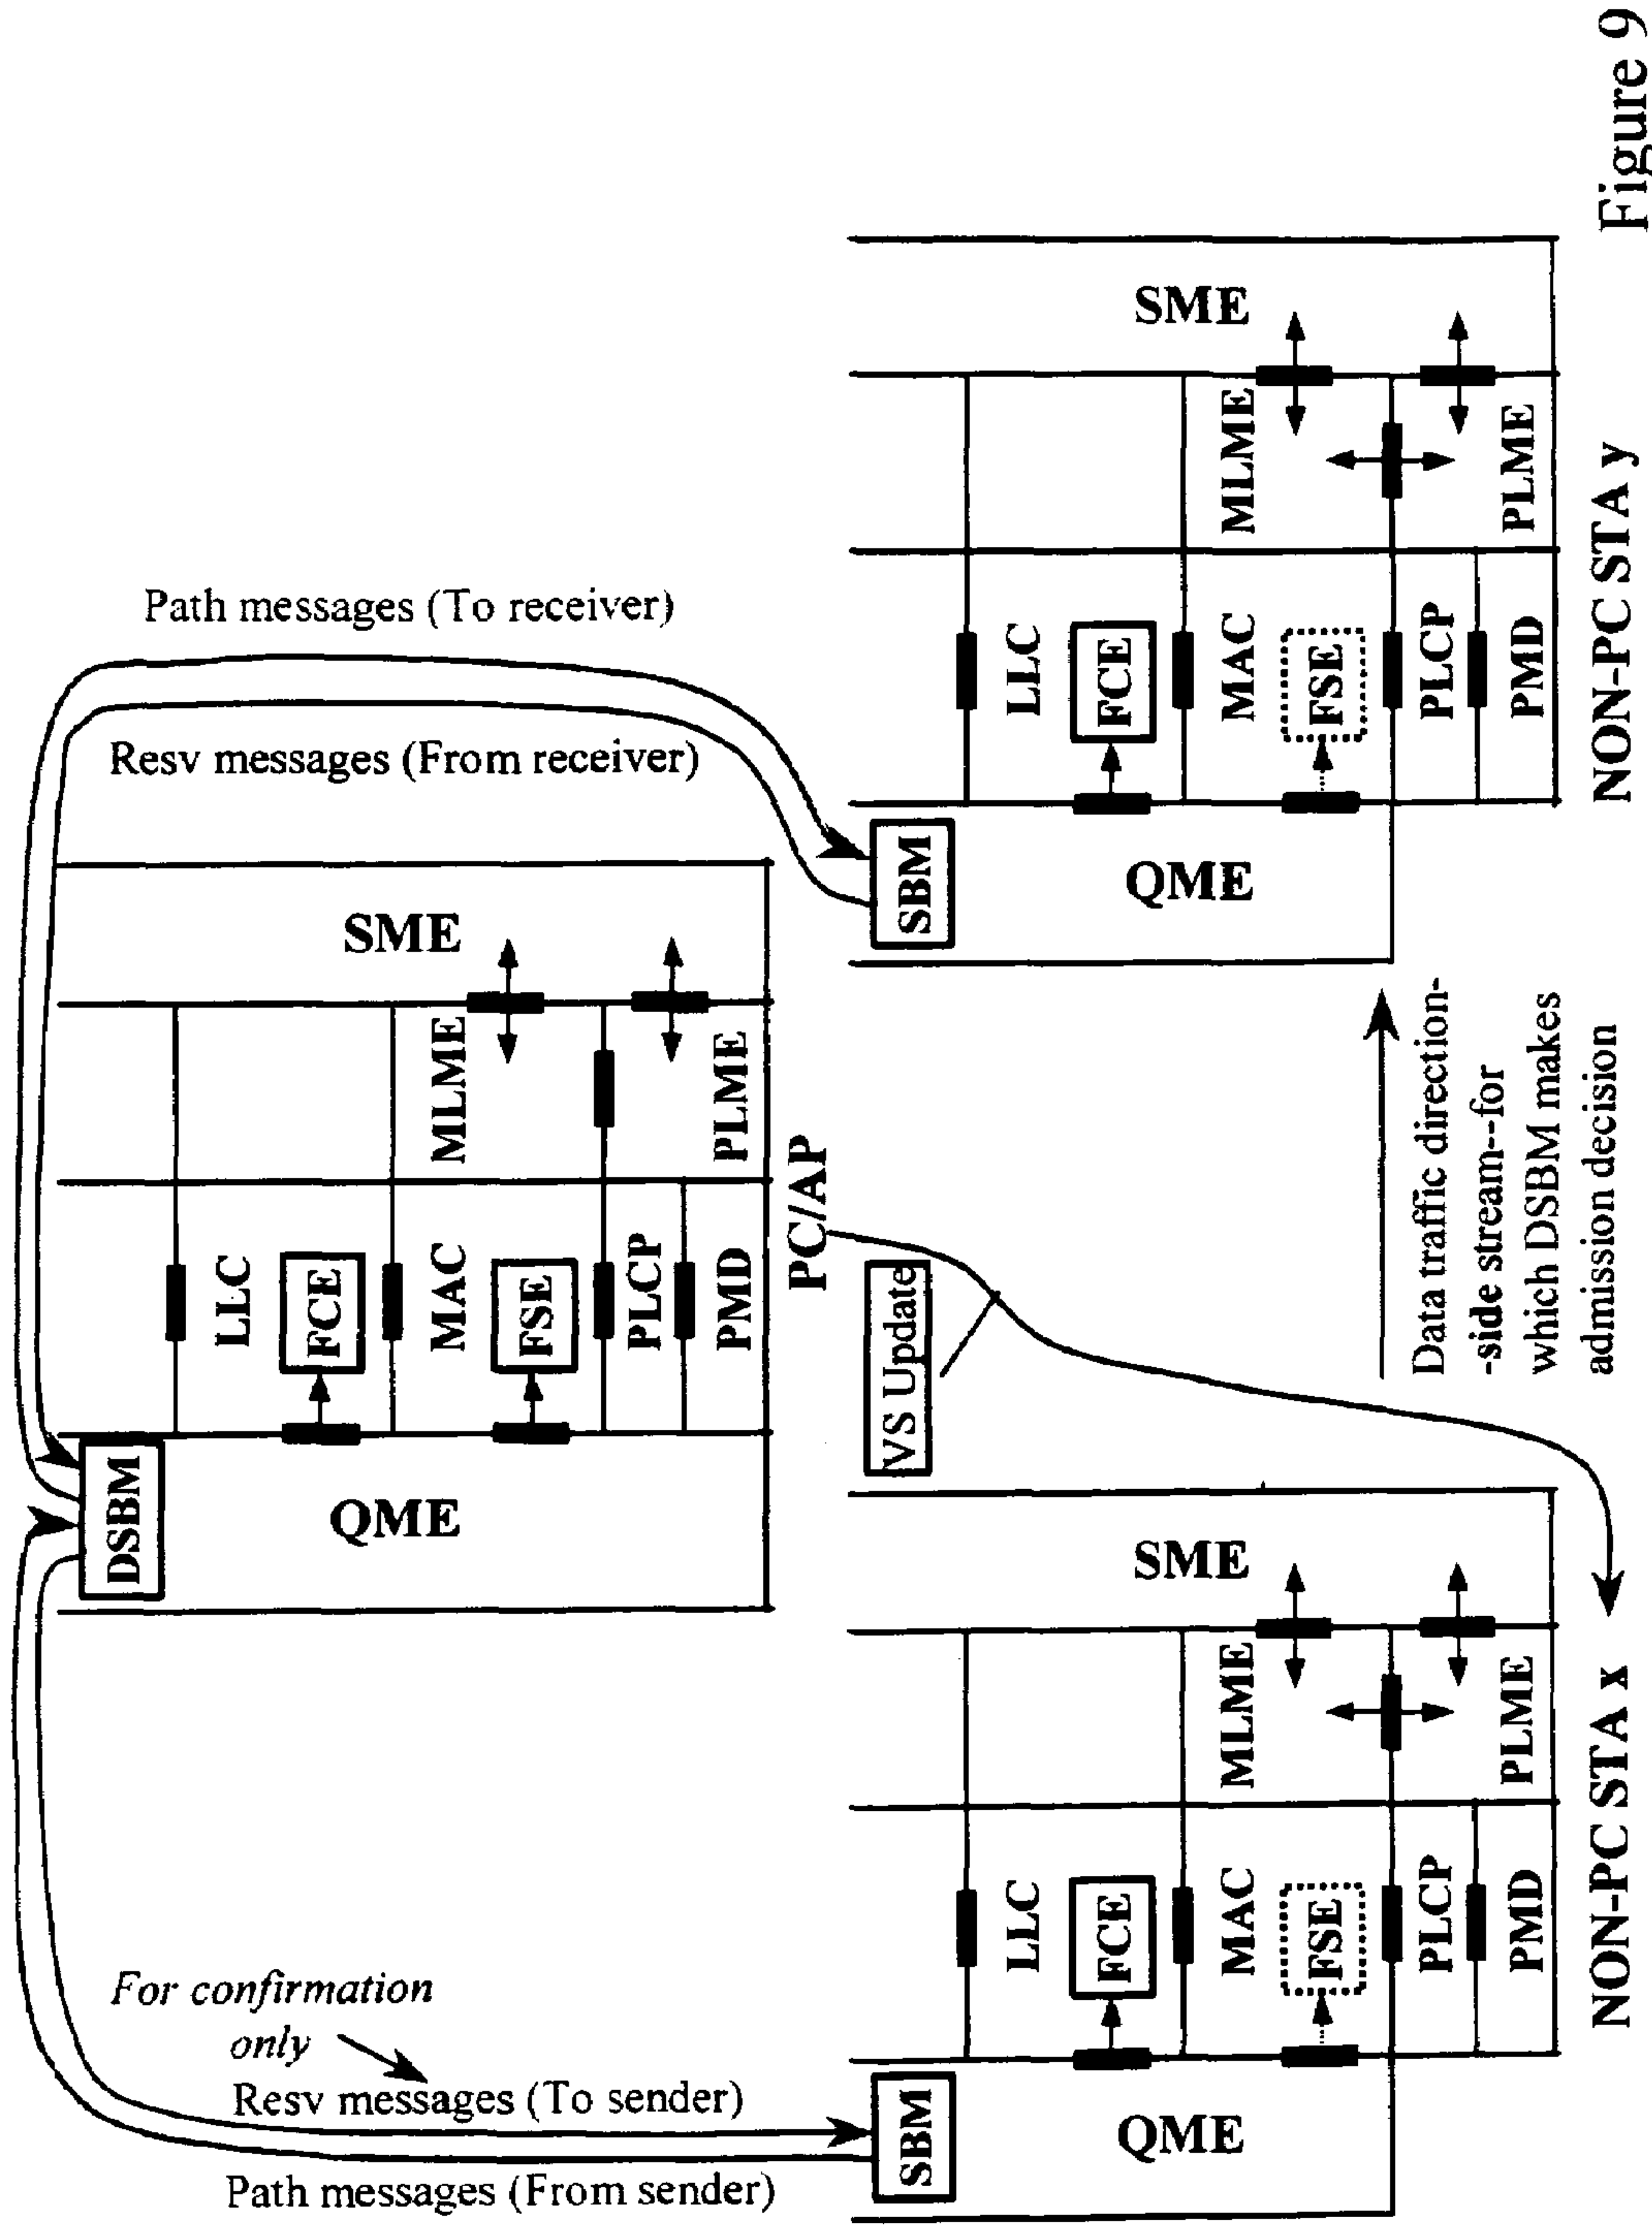 For confirmation
only
Resv messages (To sender)
Path messages (From sender)
Path messages (To receiver)
Resv messages (From receiver)
DSBM
QME
LLC
FCE
MAC
FSE
PLCP
PMD
MLME
PLME
SME
PC/AP
VS Update
SBM
QME
LLC
FCE
MAC
FSE
PLCP
PMD
MLME
PLME
SME
NON-PC STA x
Data traffic direction-
-side stream--for
which DSBM makes
admission decision
SBM
QME
LLC
FCE
MAC
FSE
PLCP
PMD
MLME
PLME
SME
NON-PC STA y
Figure 9